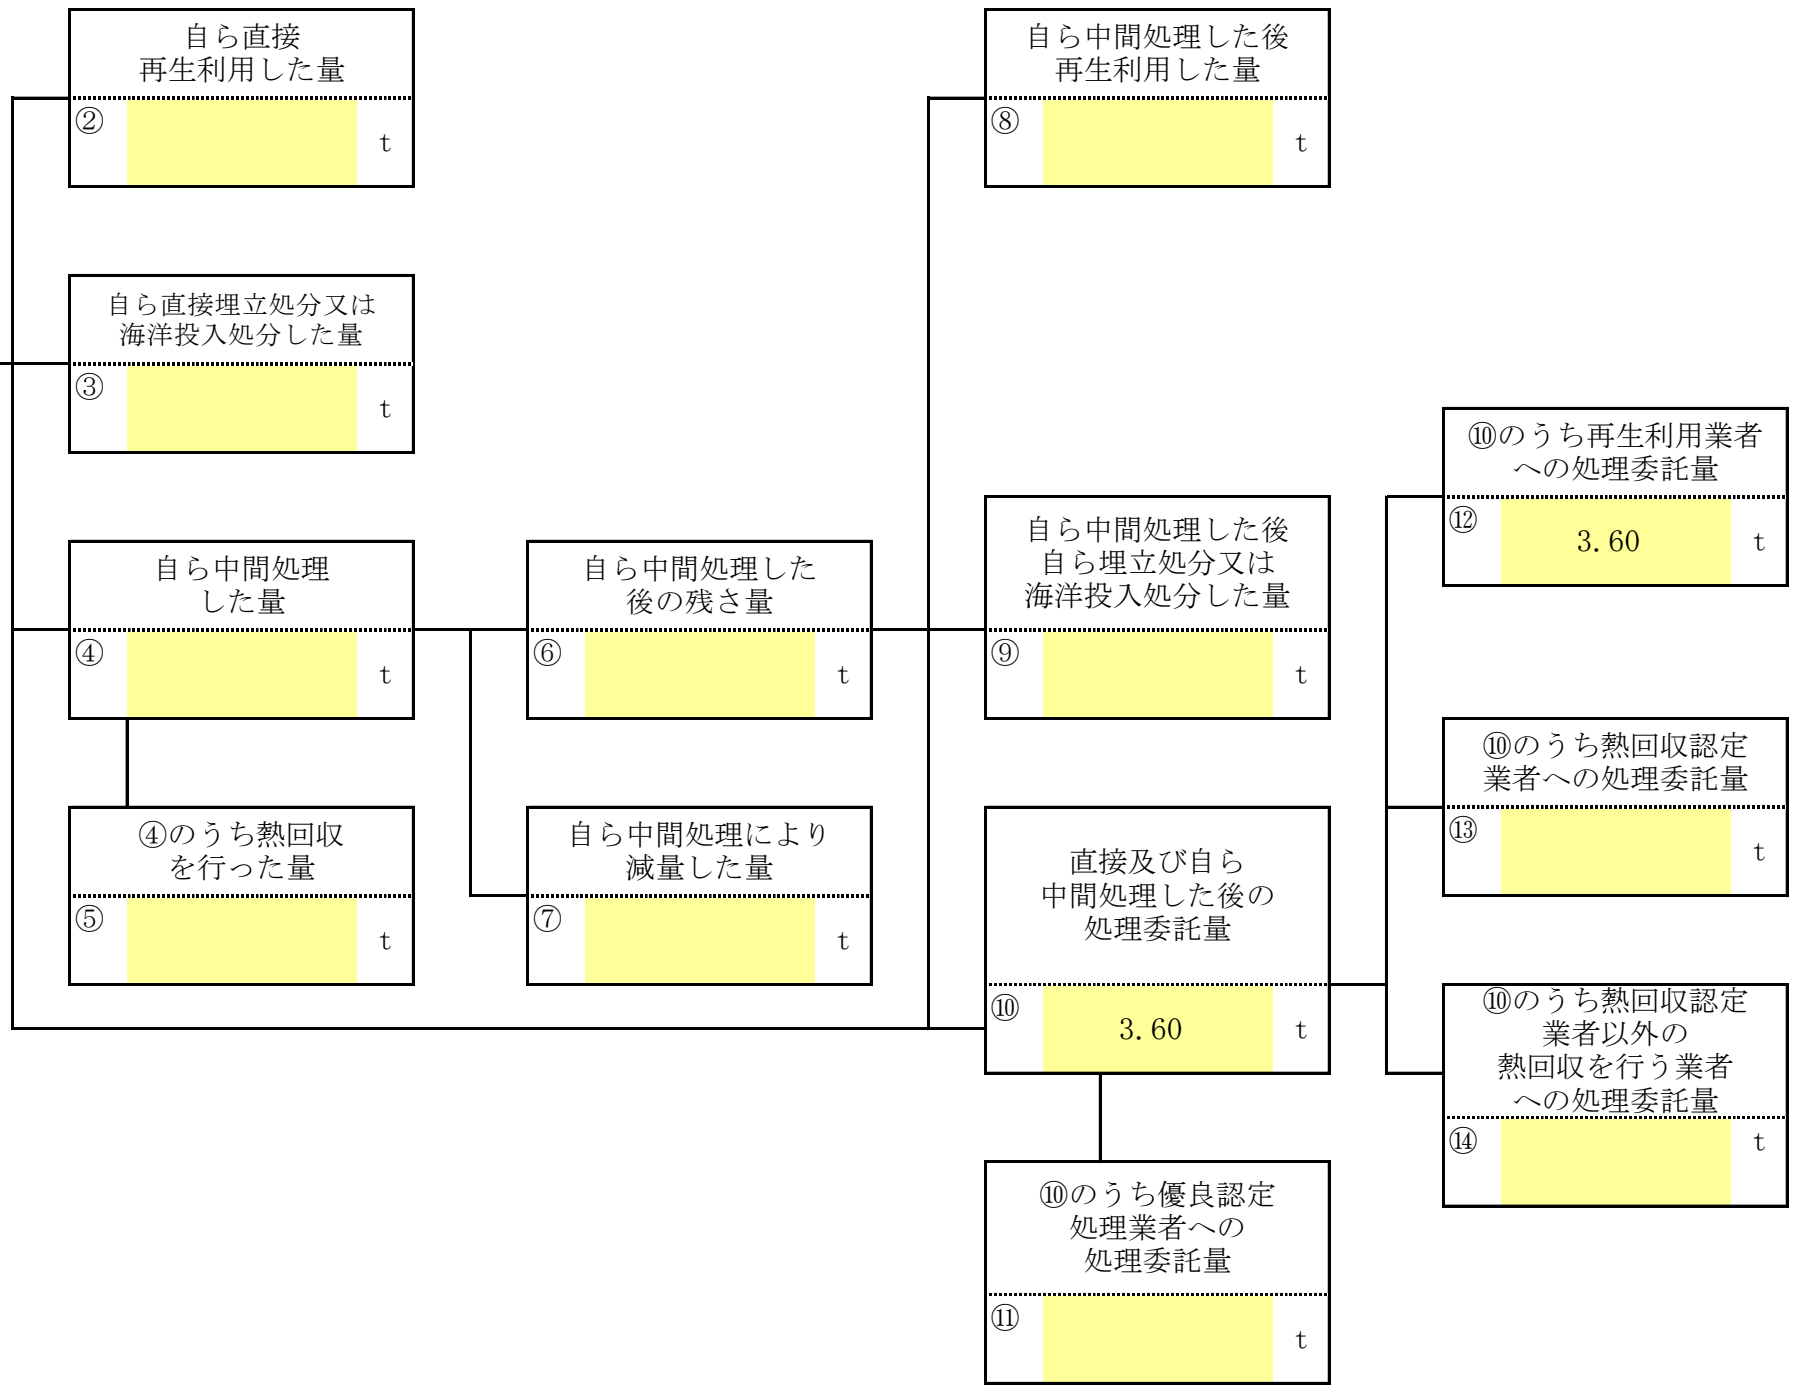 自ら直接
再生利用した量
②
t
自ら直接埋立処分又は
海洋投入処分した量
③
t
自ら中間処理
した量
④
t
④のうち熱回収
を行った量
⑤
t
自ら中間処理した
後の残さ量
⑥
t
自ら中間処理により
減量した量
⑦
t
自ら中間処理した後
再生利用した量
⑧
t
自ら中間処理した後
自ら埋立処分又は
海洋投入処分した量
⑨
t
直接及び自ら
中間処理した後の
処理委託量
⑩ 3.60 t
⑩のうち優良認定
処理業者への
処理委託量
⑪
t
⑩のうち再生利用業者
への処理委託量
⑫ 3.60 t
⑩のうち熱回収認定
業者への処理委託量
⑬
t
⑩のうち熱回収認定
業者以外の
熱回収を行う業者
への処理委託量
⑭ t